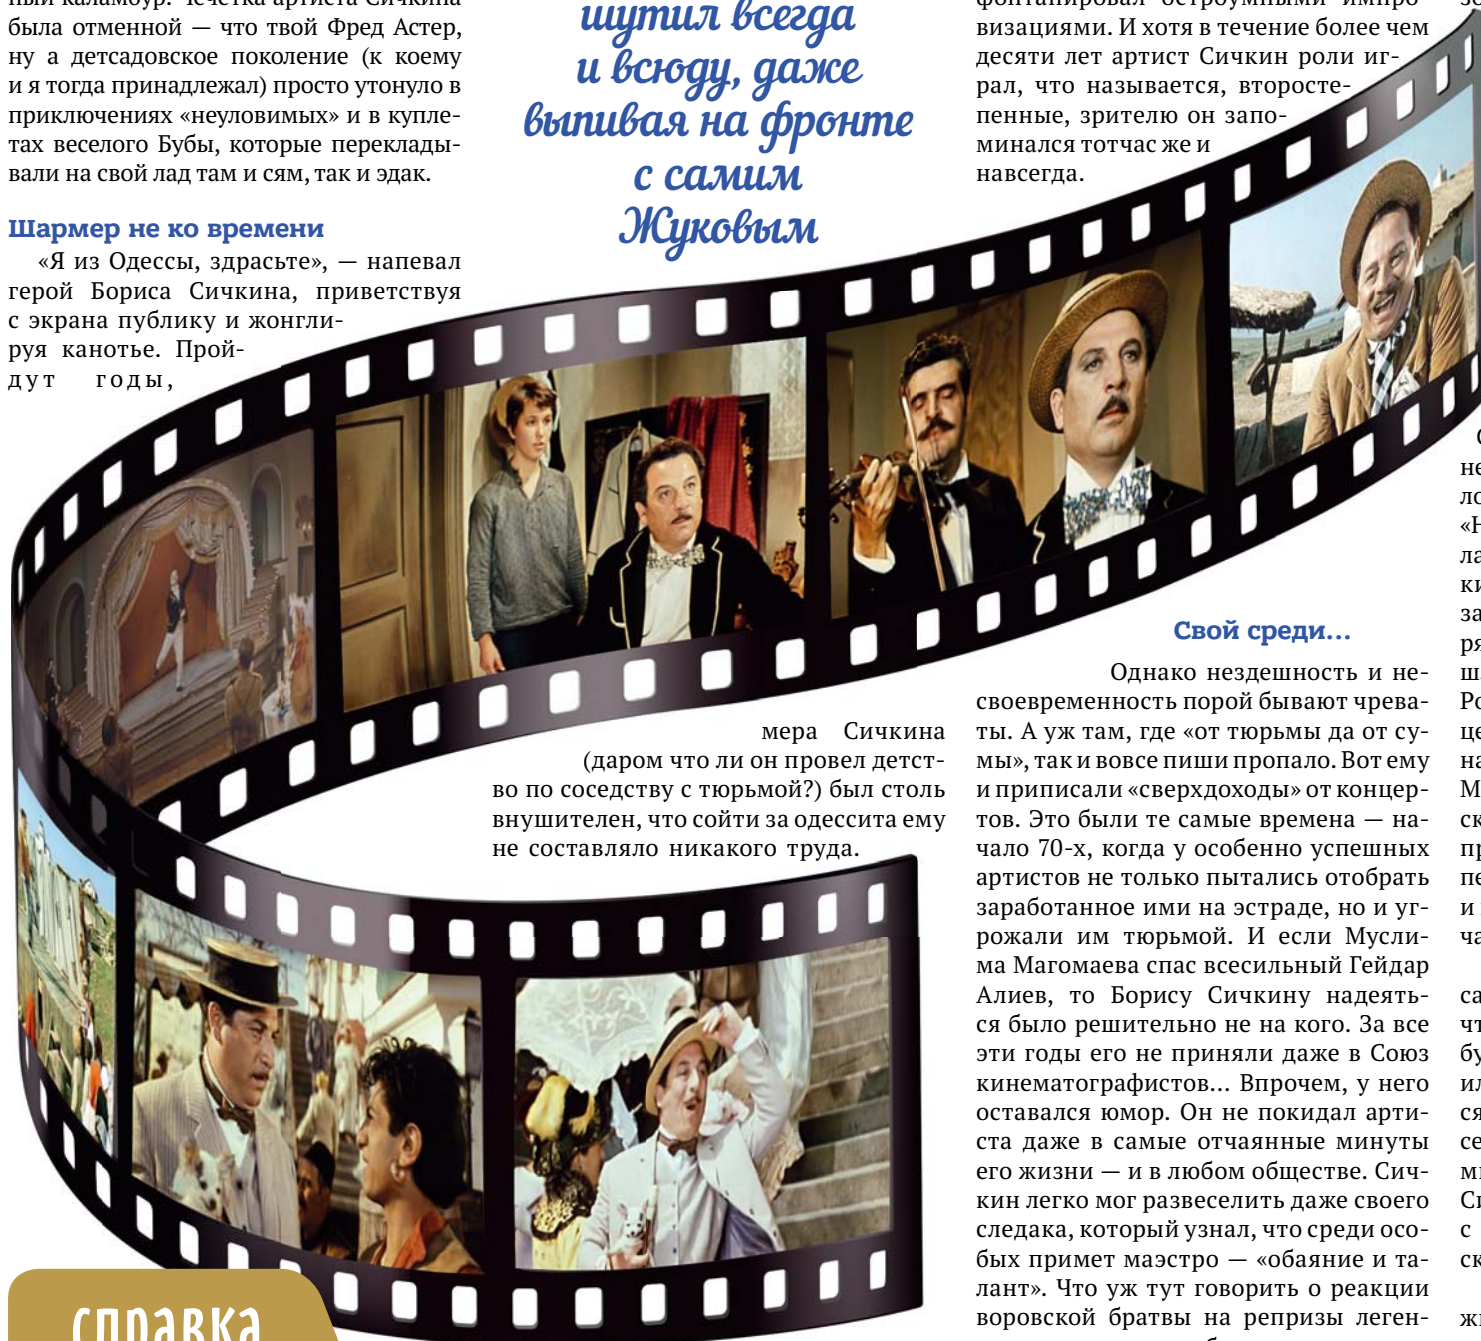 ный каламбур. Чечетка артиста Сичкина
была отменной — что твой Фред Астер,
ну а детсадовское поколение (к коему
и я тогда принадлежал) просто утонуло в
приключениях «неуловимых» и в купле-
тах веселого Бубы, которые переклады-
вали на свой лад там и сям, так и эдак.
Шармер не ко времени
«Я из Одессы, здрасьте», — напевал
герой Бориса Сичкина, приветствуя
с экрана публику и жонгли-
руя канотье. Прой-
дут годы,
шутил всегда
и всюду, даже
выпивая на фронте
с самим
Жуковым
мера Сичкина
(даром что ли он провел детст-
во по соседству с тюрьмой?) был столь
внушителен, что сойти за одессита ему
не составляло никакого труда.
фонтанировал остроумными импро-
визациями. И хотя в течение более чем
десяти лет артист Сичкин роли иг-
рал, что называется, второсте-
пенные, зрителю он запо-
минался тотчас же и
навсегда.
Свой среди...
Однако нездешность и не-
своевременность порой бывают чрева-
ты. А уж там, где «от тюрьмы да от су-
мы», так и вовсе пиши пропало. Вот ему
и приписали «сверхдоходы» от концер-
тов. Это были те самые времена — на-
чало 70-х, когда у особенно успешных
артистов не только пытались отобрать
заработанное ими на эстраде, но и уг-
рожали им тюрьмой. И если Мусли-
ма Магомаева спас всесильный Гейдар
Алиев, то Борису Сичкину надеять-
ся было решительно не на кого. За все
эти годы его не приняли даже в Союз
кинематографистов... Впрочем, у него
оставался юмор. Он не покидал арти-
ста даже в самые отчаянные минуты
его жизни — и в любом обществе. Сич-
кин легко мог развеселить даже своего
следака, который узнал, что среди осо-
бых примет маэстро — «обаяние и та-
лант». Что уж тут говорить о реакции
воровской братвы на репризы леген-
справка